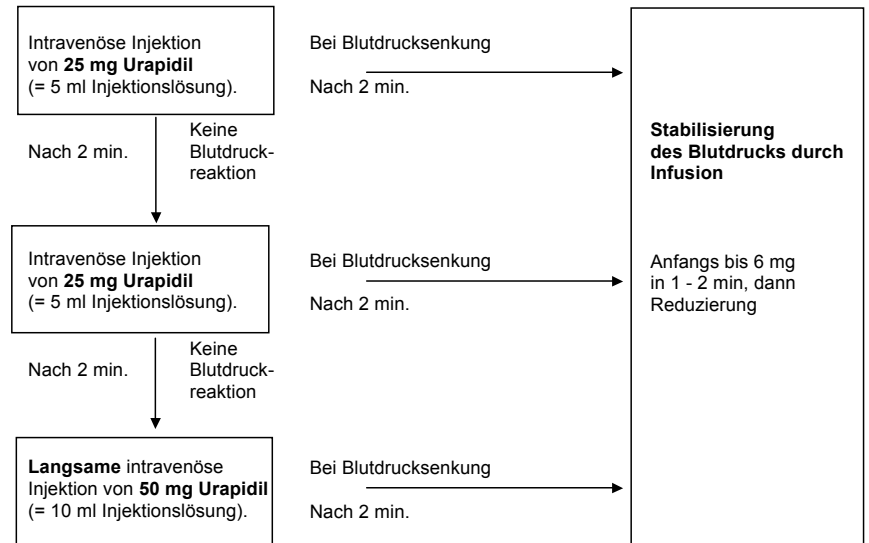 Intravenöse Injektion
von 25 mg Urapidil
(= 5 ml Injektionslösung).
Bei Blutdrucksenkung
Nach 2 min.
Nach 2 min.
Keine
Blutdruck-
reaktion
Intravenöse Injektion
von 25 mg Urapidil
(= 5 ml Injektionslösung).
Bei Blutdrucksenkung
Nach 2 min.
Nach 2 min.
Keine
Blutdruck-
reaktion
Langsame intravenöse
Injektion von 50 mg Urapidil
(= 10 ml Injektionslösung).
Bei Blutdrucksenkung
Nach 2 min.
Stabilisierung
des Blutdrucks durch
Infusion
Anfangs bis 6 mg
in 1 - 2 min, dann
Reduzierung